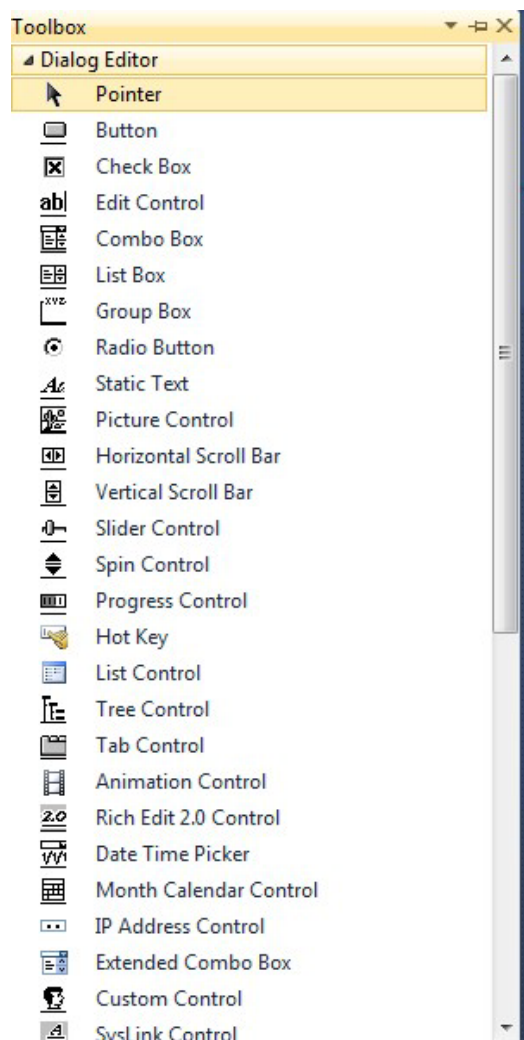 Toolbox
Dialog Editor
Pointer
Button
Check Box
Edit Control
Combo Box
List Box
Group Box
Radio Button
Static Text
Picture Control
Horizontal Scroll Bar
Vertical Scroll Bar
Slider Control
Spin Control
Progress Control
Hot Key
List Control
Tree Control
Tab Control
Animation Control
Rich Edit 2.0 Control
Date Time Picker
Month Calendar Control
IP Address Control
Extended Combo Box
Custom Control
SysLink Control